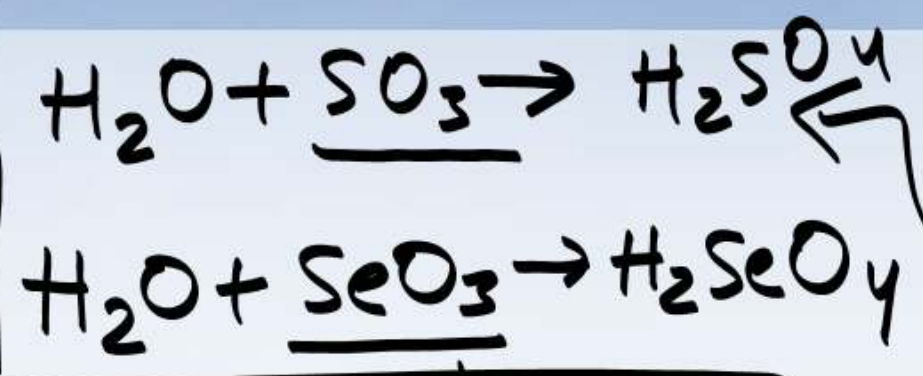 H₂O + SO₃ → H₂SO₄
H₂O + SeO₃ → H₂SeO₄